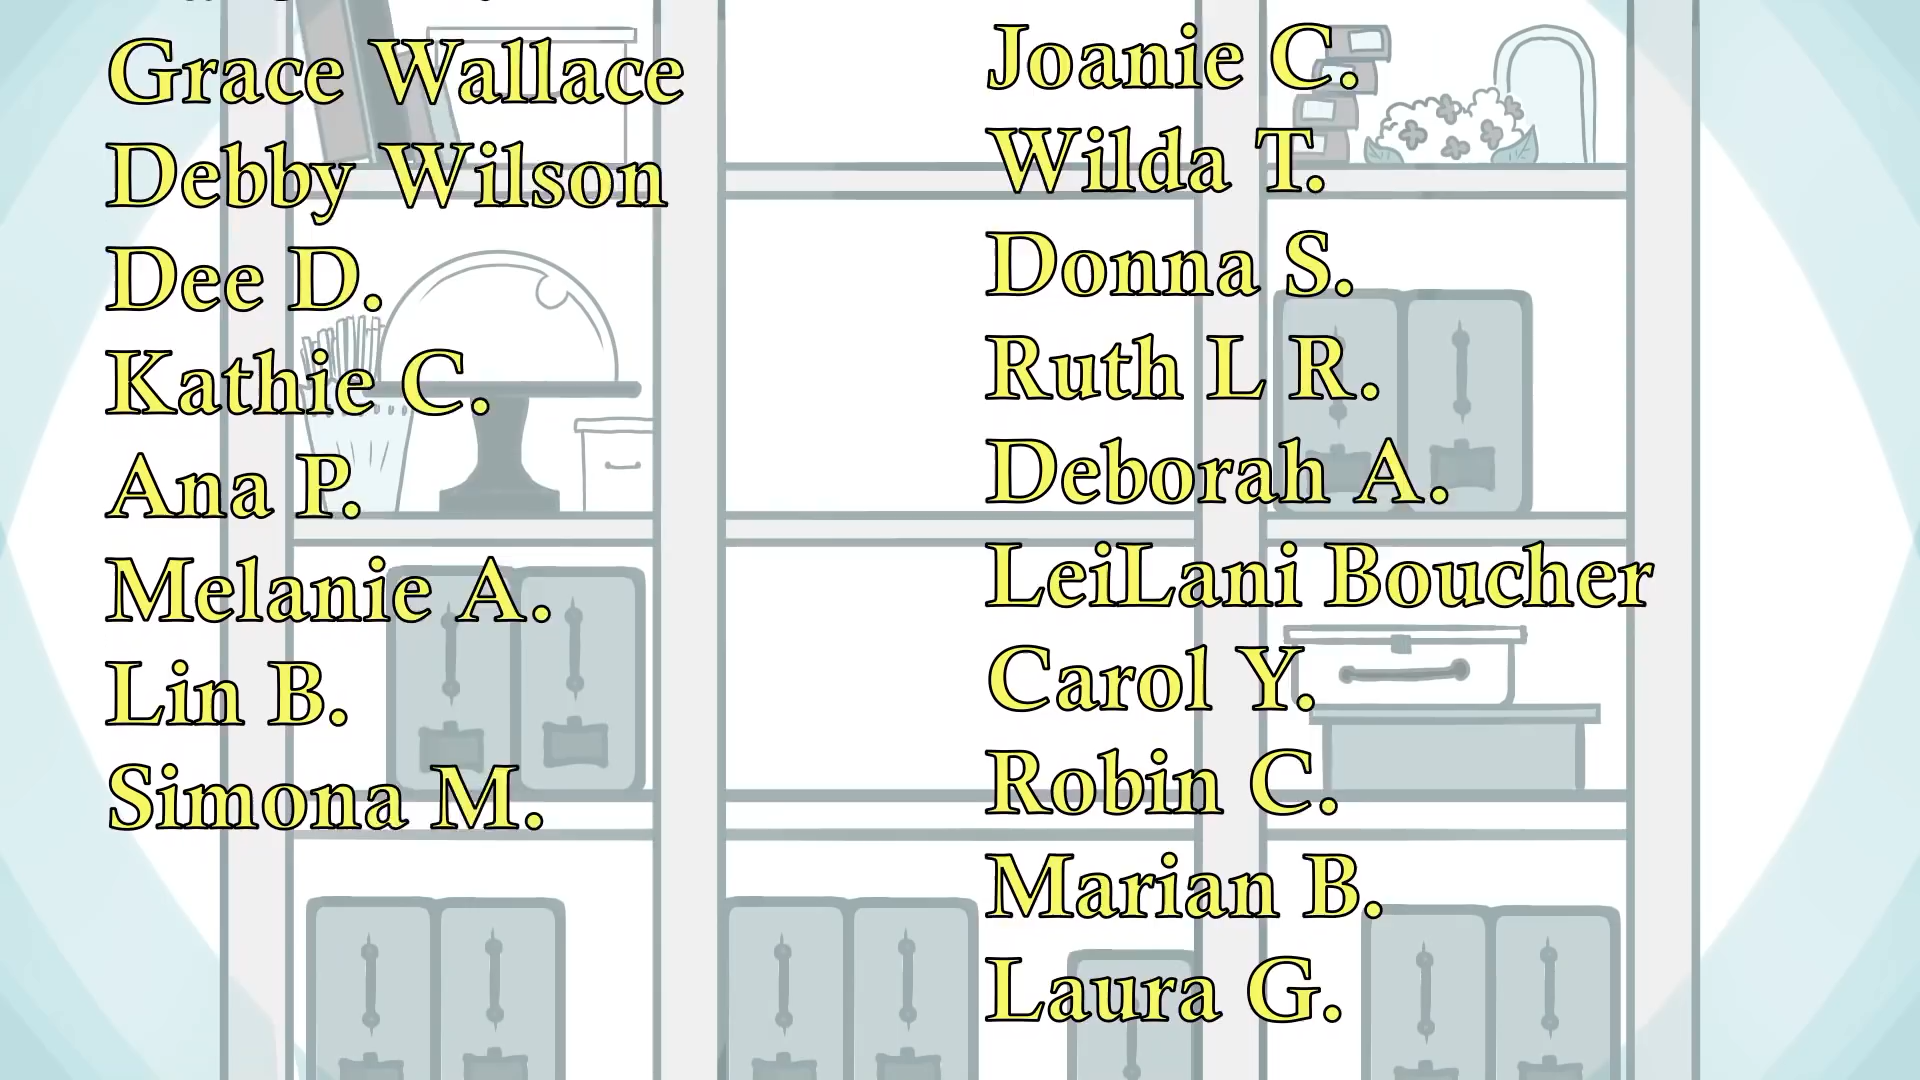 Grace Wallace
Debby Wilson
Dee D.
Kathie C.
Ana P.
Melanie A.
Lin B.
Simona M.
Joanie C.
Wilda T.
Donna S.
Ruth L R.
Deborah A.
LeiLani Boucher
Carol Y.
Robin C.
Marian B.
Laura G.